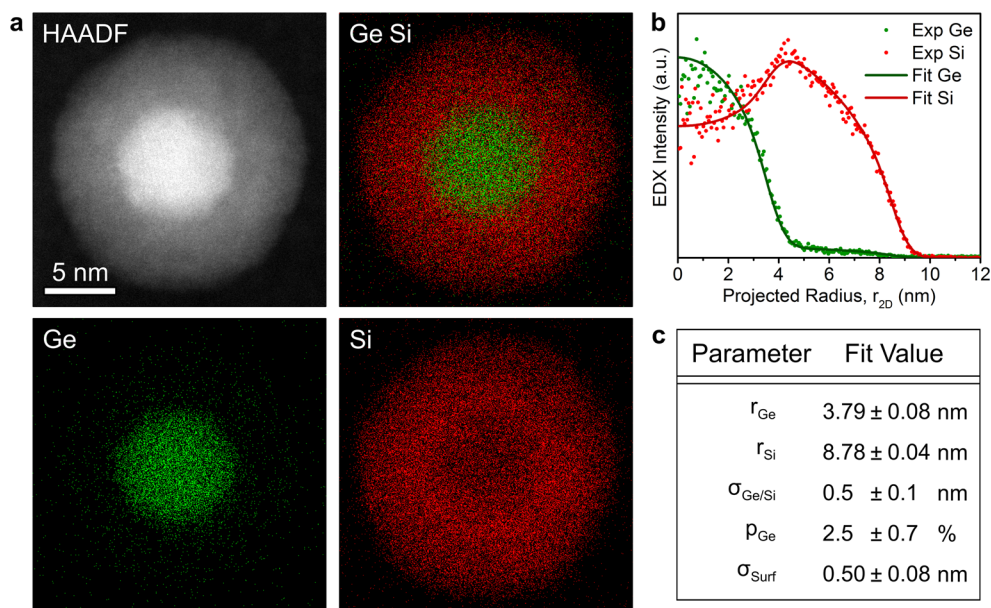 a
HAADF
5 nm
Ge Si
Ge
Si
b
EDX Intensity (a.u.)
Exp Ge
Exp Si
Fit Ge
Fit Si
0 2 4 6 8 10 12
Projected Radius, r2D (nm)
c
Parameter Fit Value
rGe 3.79 ± 0.08 nm
rSi 8.78 ± 0.04 nm
σGe/Si 0.5 ± 0.1 nm
pGe 2.5 ± 0.7 %
σSurf 0.50 ± 0.08 nm